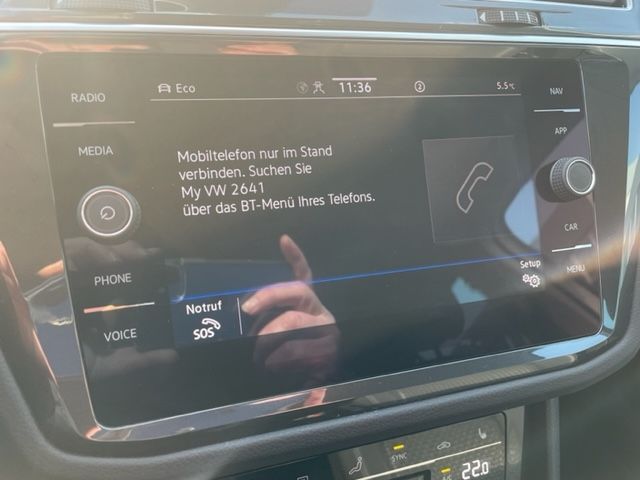 RADIO
MEDIA
PHONE
VOICE
Eco
11:36
2
5.5°C
NAV
APP
CAR
MENU
Mobiltelefon nur im Stand
verbinden. Suchen Sie
My VW 2641
über das BT-Menü Ihres Telefons.
Notruf
SOS
Setup
SYNC
A/C
22.0